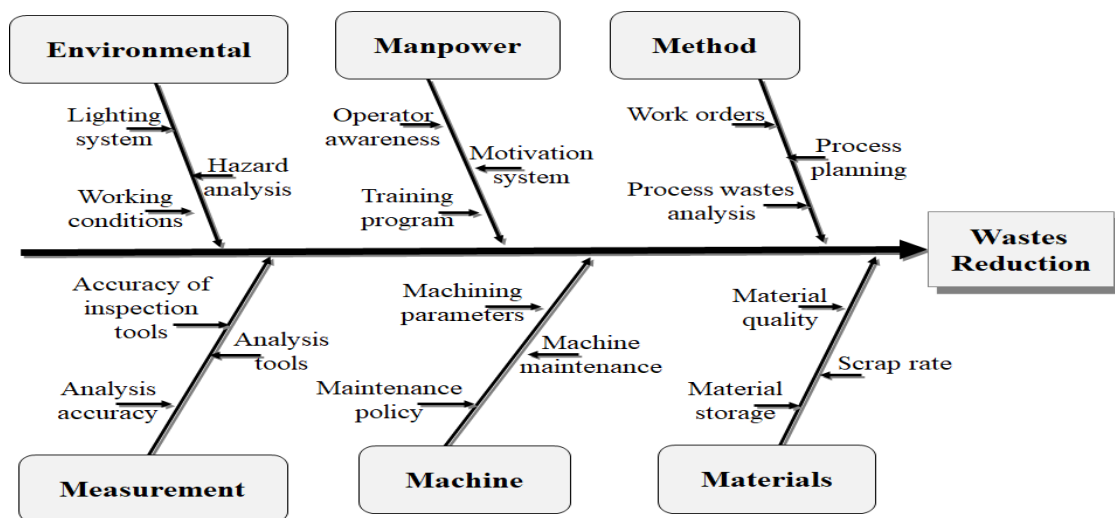 Environmental
Manpower
Method
Lighting
system
Hazard
analysis
Working
conditions
Operator
awareness
Motivation
system
Training
program
Work orders
Process
planning
Process wastes
analysis
Wastes
Reduction
Accuracy of
inspection
tools
Analysis
tools
Analysis
accuracy
Machining
parameters
Machine
maintenance
Maintenance
policy
Material
quality
Scrap rate
Material
storage
Measurement
Machine
Materials